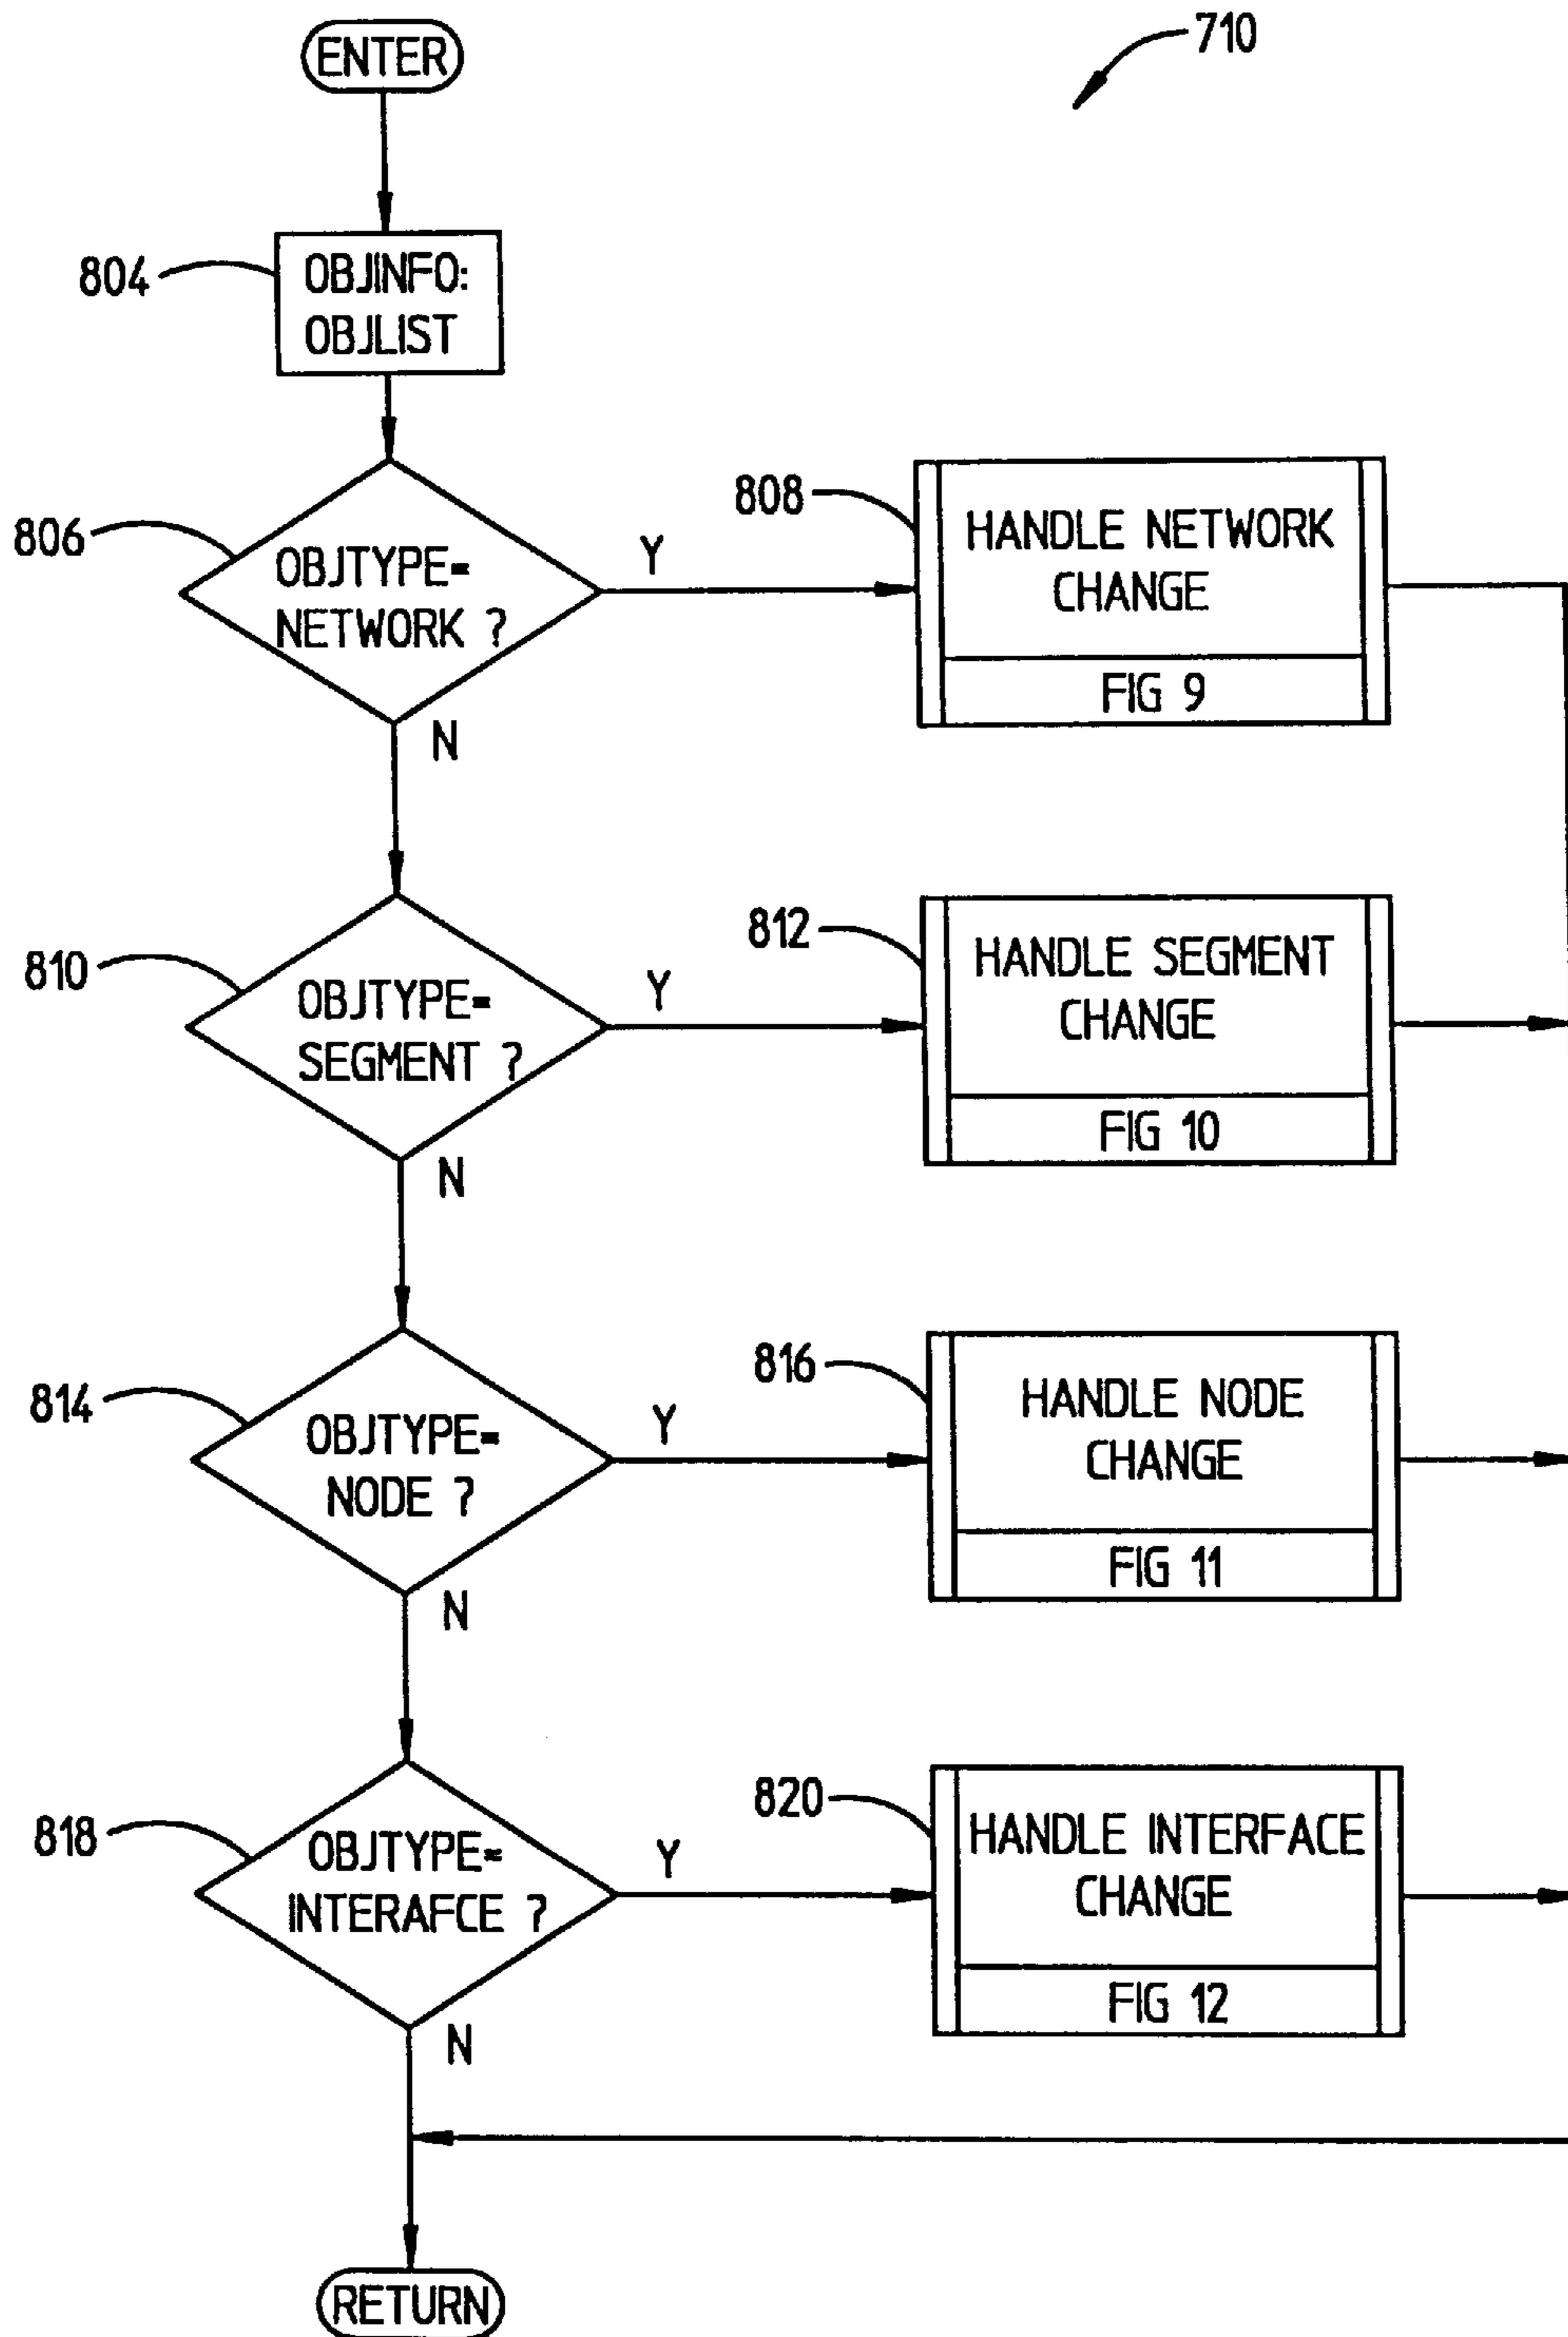 710
ENTER
804
OBJINFO:
OBJLIST
806
OBJTYPE=
NETWORK ?
Y
N
808
HANDLE NETWORK
CHANGE
FIG 9
810
OBJTYPE=
SEGMENT ?
Y
N
812
HANDLE SEGMENT
CHANGE
FIG 10
814
OBJTYPE=
NODE ?
Y
N
816
HANDLE NODE
CHANGE
FIG 11
818
OBJTYPE=
INTERAFCE ?
Y
N
820
HANDLE INTERFACE
CHANGE
FIG 12
RETURN